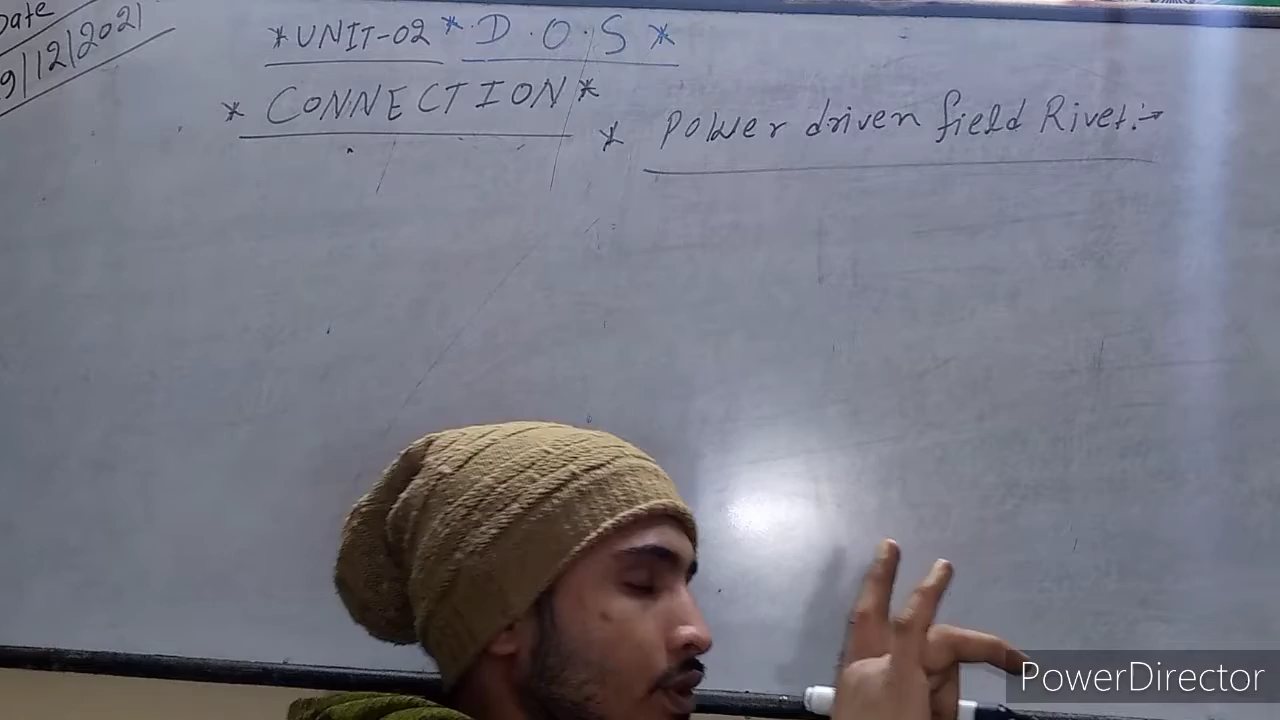 Date
9/12/2021
*UNIT-02 * D.O.S *
* CONNECTION *
* Power driven field Rivet:→
PowerDirector